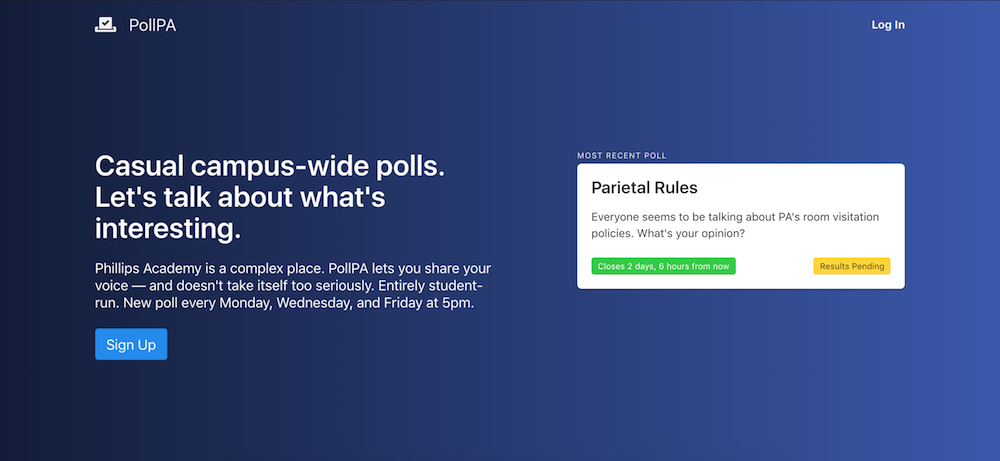 PollPA
Log In
Casual campus-wide polls.
Let's talk about what's
interesting.
Phillips Academy is a complex place. PollPA lets you share your
voice — and doesn't take itself too seriously. Entirely student-
run. New poll every Monday, Wednesday, and Friday at 5pm.
Sign Up
MOST RECENT POLL
Parietal Rules
Everyone seems to be talking about PA's room visitation
policies. What's your opinion?
Closes 2 days, 6 hours from now
Results Pending